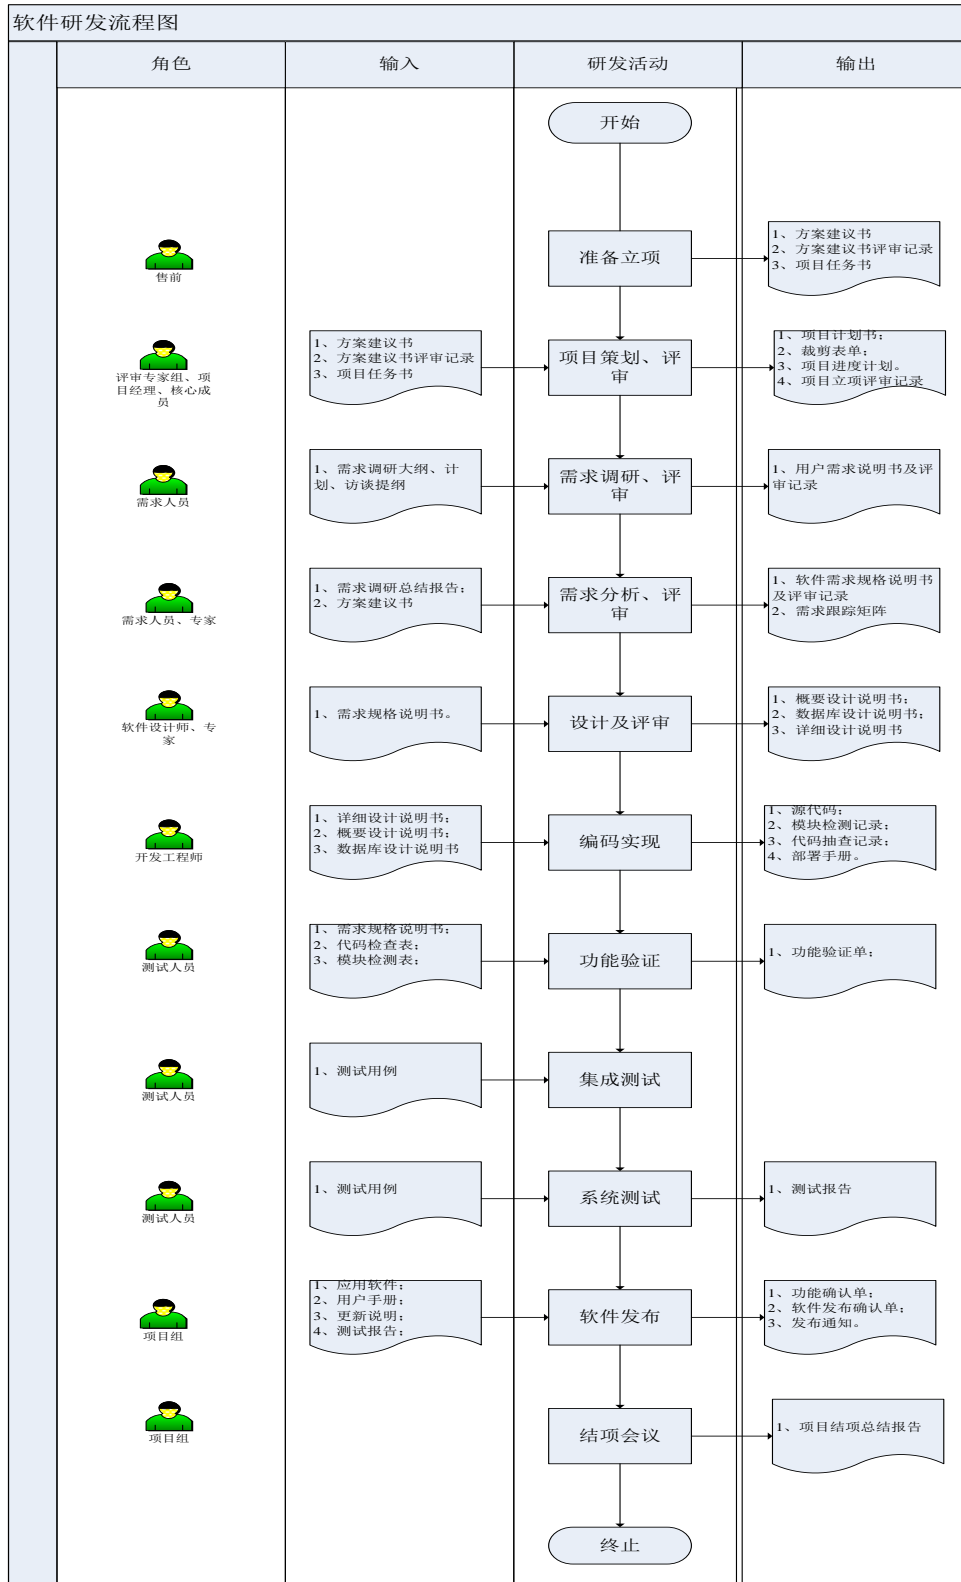 软件研发流程图
角色
输入
研发活动
输出
开始
售前
准备立项
1、方案建议书
2、方案建议书评审记录
3、项目任务书
评审专家组、项
目经理、核心成
员
1、方案建议书
2、方案建议书评审记录
3、项目任务书
项目策划、评
审
1、项目计划书；
2、裁剪表单；
3、项目进度计划。
4、项目立项评审记录
需求人员
1、需求调研大纲、计
划、访谈提纲
需求调研、评
审
1、用户需求说明书及评
审记录
需求人员、专家
1、需求调研总结报告；
2、方案建议书
需求分析、评
审
1、软件需求规格说明书
及评审记录
2、需求跟踪矩阵
软件设计师、专
家
1、需求规格说明书。
设计及评审
1、概要设计说明书；
2、数据库设计说明书；
3、详细设计说明书
开发工程师
1、详细设计说明书；
2、概要设计说明书；
3、数据库设计说明书
编码实现
1、源代码；
2、模块检测记录；
3、代码抽查记录；
4、部署手册。
测试人员
1、需求规格说明书；
2、代码检查表；
3、模块检测表；
功能验证
1、功能验证单；
测试人员
1、测试用例
集成测试
测试人员
1、测试用例
系统测试
1、测试报告
项目组
1、应用软件；
2、用户手册；
3、更新说明；
4、测试报告；
软件发布
1、功能确认单；
2、软件发布确认单；
3、发布通知。
项目组
结项会议
1、项目结项总结报告
终止